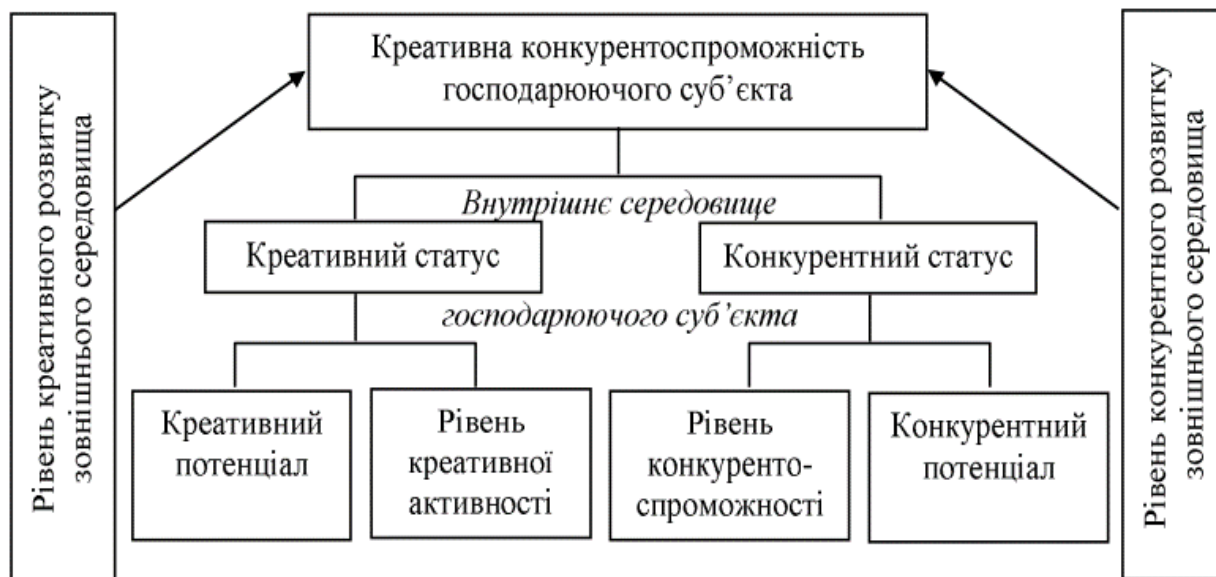 Рівень креативного розвитку
зовнішнього середовища
Креативна конкурентоспроможність
господарюючого суб’єкта
Внутрішнє середовище
Креативний статус
Конкурентний статус
господарюючого суб’єкта
Креативний
потенціал
Рівень
креативної
активності
Рівень
конкуренто-
спроможності
Конкурентний
потенціал
Рівень конкурентного розвитку
зовнішнього середовища